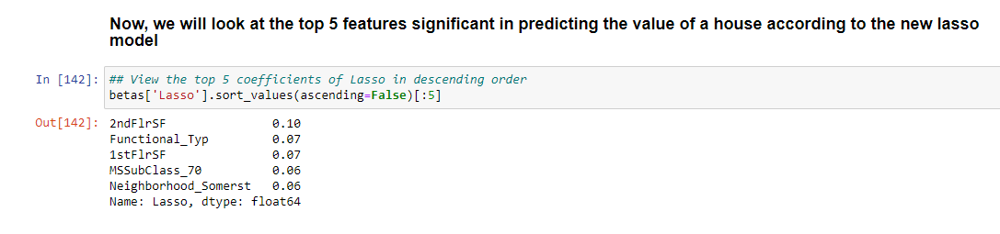 Now, we will look at the top 5 features significant in predicting the value of a house according to the new lasso
model
In [142]: ## View the top 5 coefficients of Lasso in descending order
betas['Lasso'].sort_values(ascending=False)[:5]
Out[142]: 2ndFlrSF 0.10
Functional_Typ 0.07
1stFlrSF 0.07
MSSubClass_70 0.06
Neighborhood_Somerst 0.06
Name: Lasso, dtype: float64